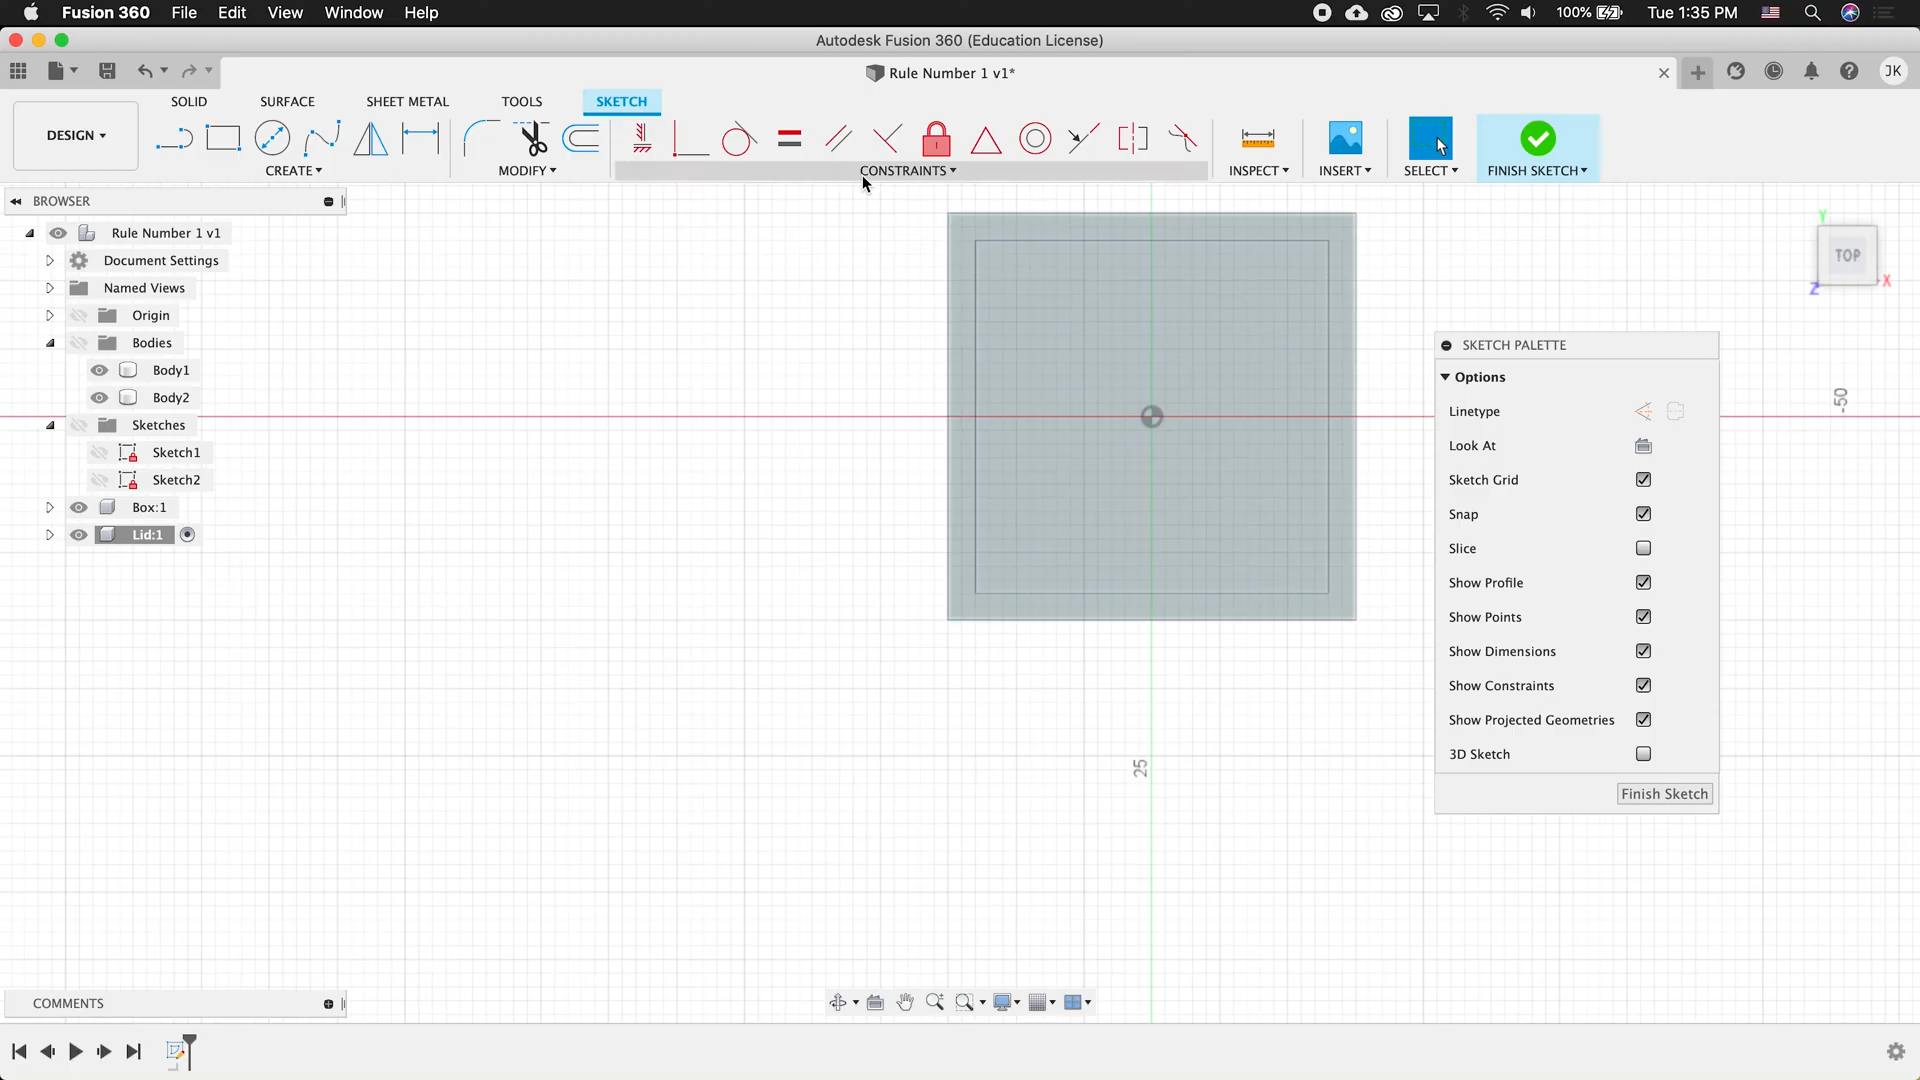 Fusion 360 File Edit View Window Help 100% Tue 1:35 PM
Autodesk Fusion 360 (Education License)
Rule Number 1 v1* JK
SOLID SURFACE SHEET METAL TOOLS SKETCH
DESIGN
CREATE MODIFY CONSTRAINTS INSPECT INSERT SELECT FINISH SKETCH
BROWSER
Rule Number 1 v1
Document Settings
Named Views
Origin
Bodies
Body1
Body2
Sketches
Sketch1
Sketch2
Box:1
Lid:1
Y
TOP
X
Z
-50
25
SKETCH PALETTE
Options
Linetype
Look At
Sketch Grid
Snap
Slice
Show Profile
Show Points
Show Dimensions
Show Constraints
Show Projected Geometries
3D Sketch
Finish Sketch
COMMENTS